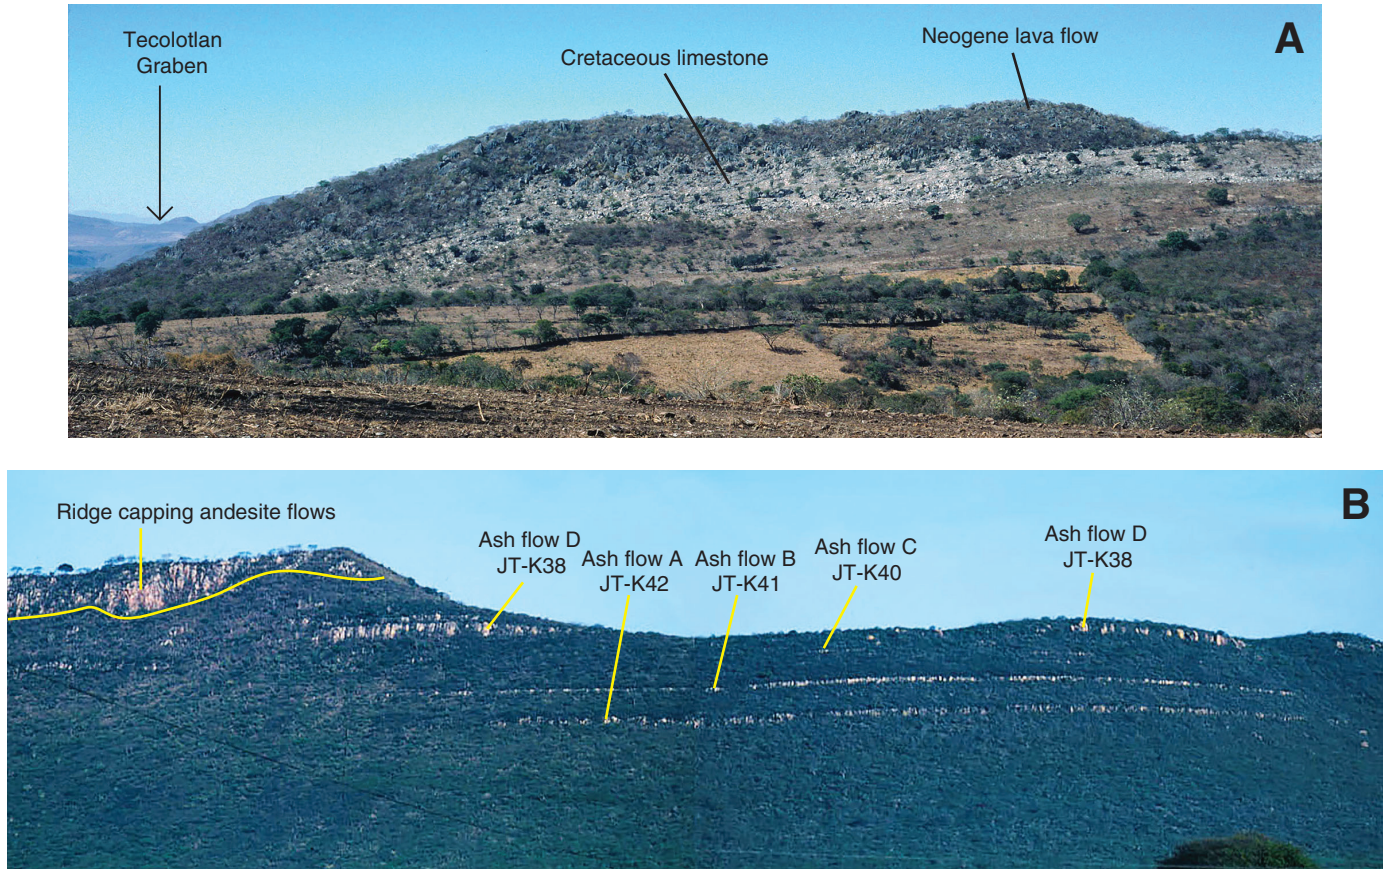 A
Tecolotlan
Graben
Cretaceous limestone
Neogene lava flow
B
Ridge capping andesite flows
Ash flow D
JT-K38
Ash flow A
JT-K42
Ash flow B
JT-K41
Ash flow C
JT-K40
Ash flow D
JT-K38